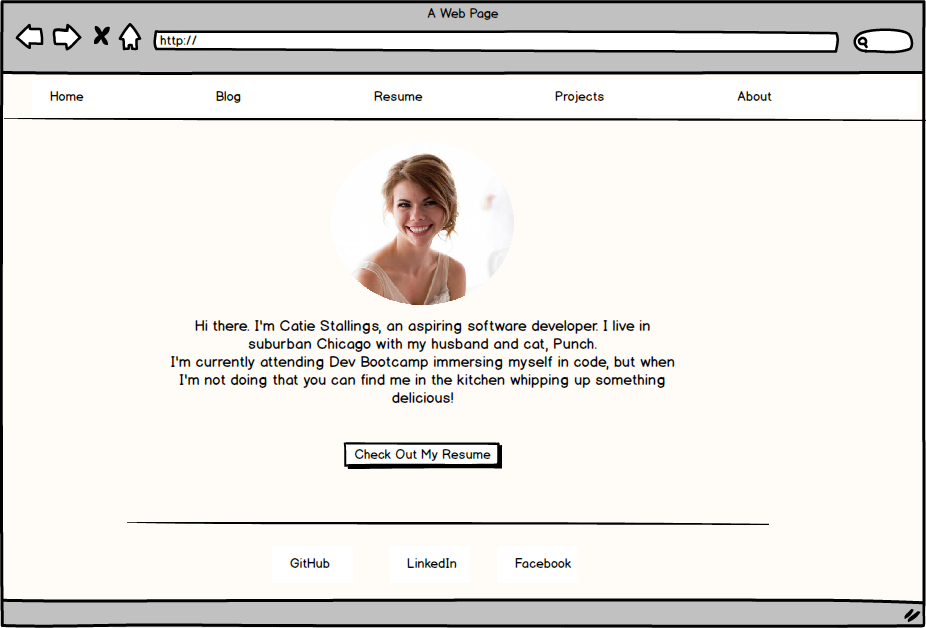 A Web Page
http://
Home Blog Resume Projects About
Hi there. I'm Catie Stallings, an aspiring software developer. I live in
suburban Chicago with my husband and cat, Punch.
I'm currently attending Dev Bootcamp immersing myself in code, but when
I'm not doing that you can find me in the kitchen whipping up something
delicious!
Check Out My Resume
GitHub LinkedIn Facebook